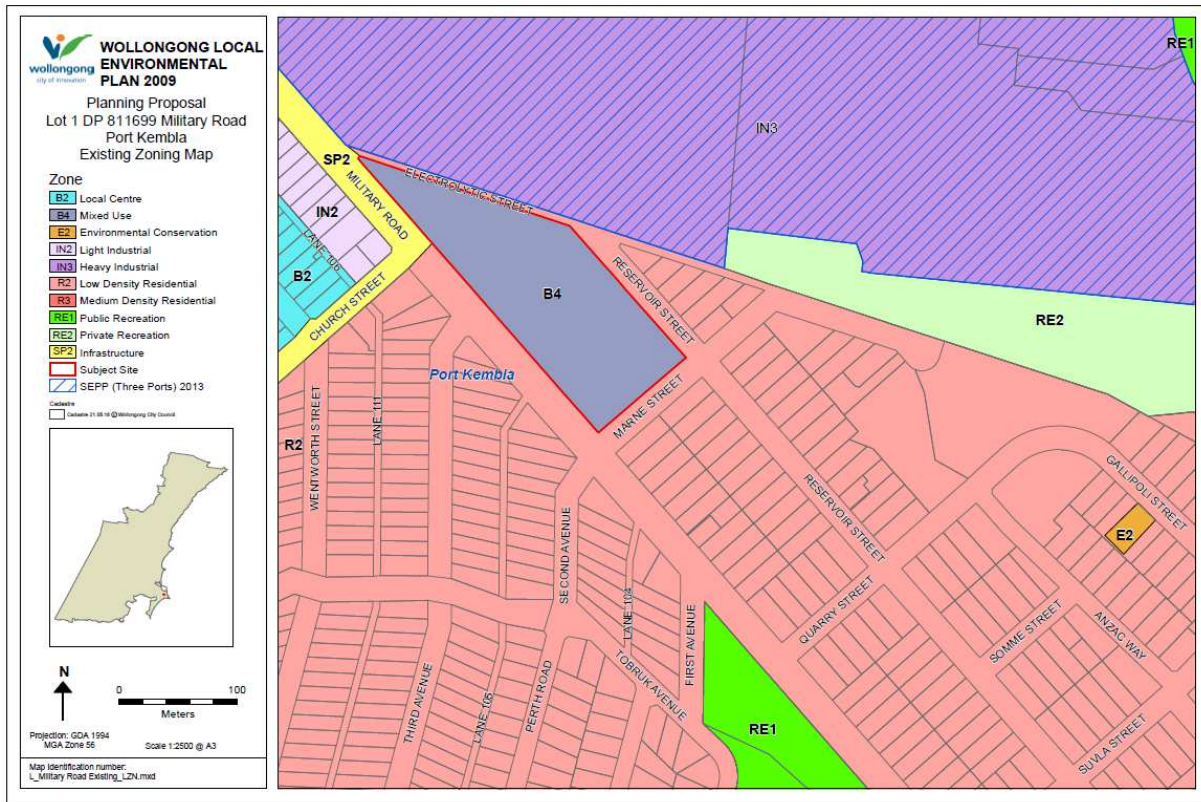 wollongong
city of innovation
WOLLONGONG LOCAL
ENVIRONMENTAL
PLAN 2009
Planning Proposal
Lot 1 DP 811699 Military Road
Port Kembla
Existing Zoning Map
Zone
B2 Local Centre
B4 Mixed Use
E2 Environmental Conservation
IN2 Light Industrial
IN3 Heavy Industrial
R2 Low Density Residential
R3 Medium Density Residential
RE1 Public Recreation
RE2 Private Recreation
SP2 Infrastructure
Subject Site
SEPP (Three Ports) 2013
Cadastre
N
0 100
Meters
Projection: GDA 1994
MGA Zone 56
Scale 1:2500 @ A3
Map Identification number:
L_Military Road Existing_LZN.mxd
RE1
IN3
SP2
ELECTROLYTIC STREET
MILITARY ROAD
IN2
LANE 106
B2
CHURCH STREET
B4
RESERVOIR STREET
RE2
Port Kembla
MARNE STREET
LANE 111
WENTWORTH STREET
R2
GALLIPOLI STREET
RESERVOIR STREET
E2
SECOND AVENUE
LANE 104
QUARRY STREET
SOMME STREET
ANZAC WAY
FIRST AVENUE
TOBRUK AVENUE
THIRD AVENUE
LANE 105
PERTH ROAD
RE1
SUVLA STREET